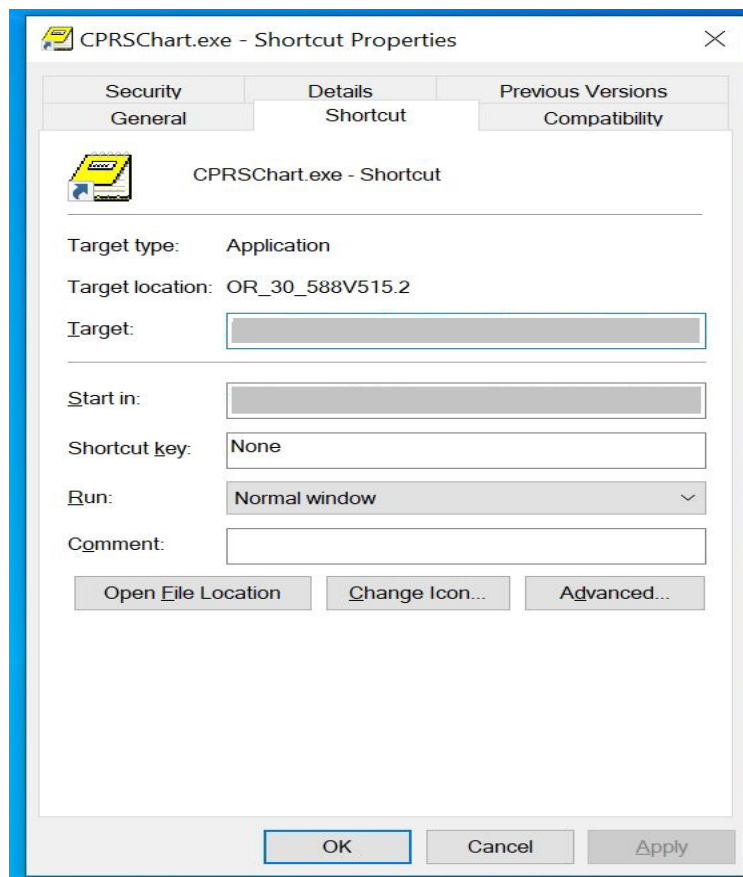 CPRSChart.exe - Shortcut Properties
Security Details Previous Versions
General Shortcut Compatibility
CPRSChart.exe - Shortcut
Target type: Application
Target location: OR_30_588V515.2
Target:
Start in:
Shortcut key: None
Run: Normal window
Comment:
Open File Location Change Icon... Advanced...
OK Cancel Apply